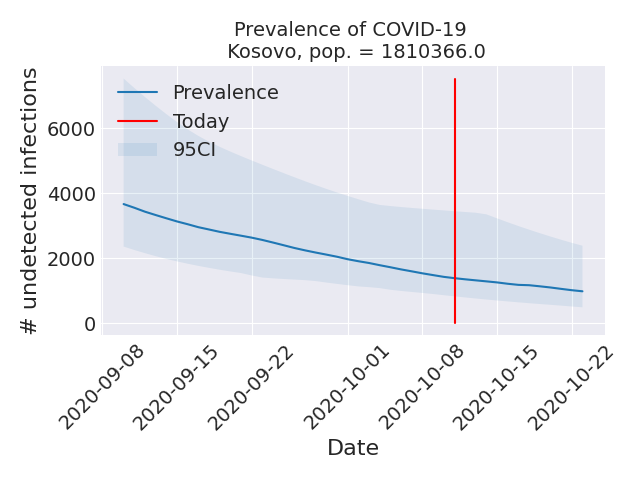 Prevalence of COVID-19
Kosovo, pop. = 1810366.0
Prevalence
Today
95CI
# undetected infections
6000
4000
2000
0
2020-09-08
2020-09-15
2020-09-22
2020-10-01
2020-10-08
2020-10-15
2020-10-22
Date